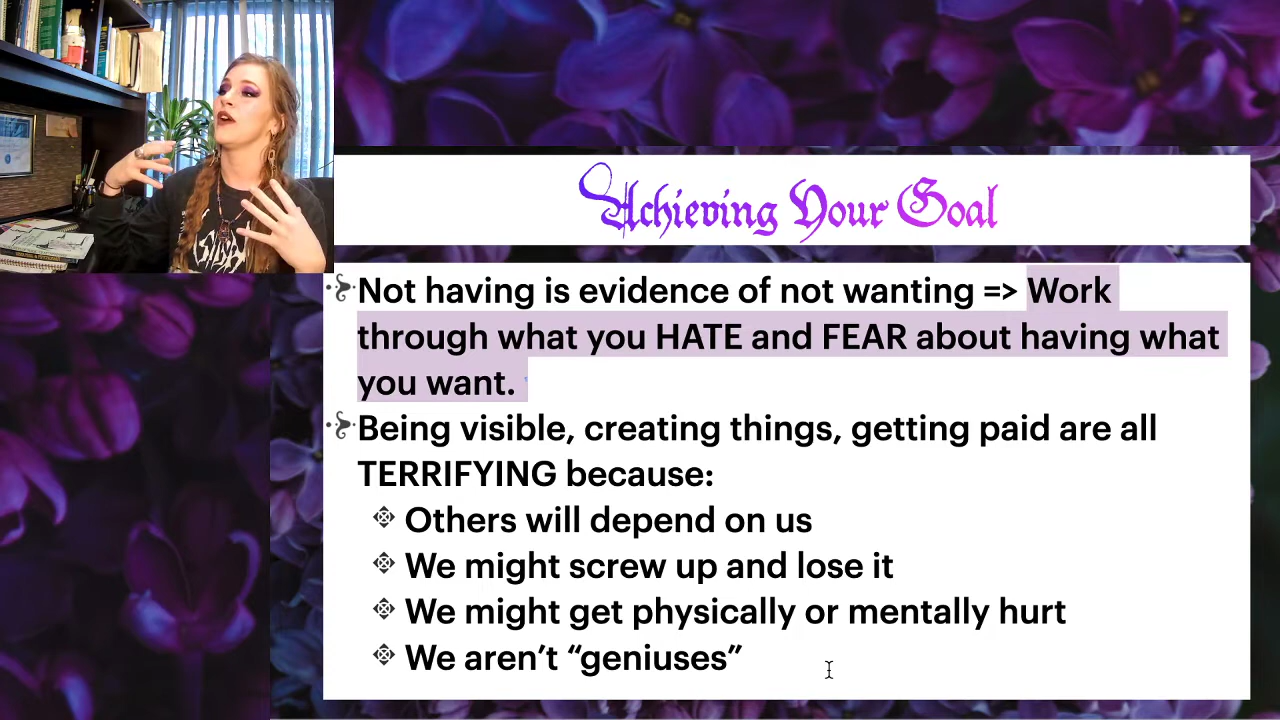 Achieving Your Goal
Not having is evidence of not wanting => Work
through what you HATE and FEAR about having what
you want.
Being visible, creating things, getting paid are all
TERRIFYING because:
Others will depend on us
We might screw up and lose it
We might get physically or mentally hurt
We aren’t “geniuses”